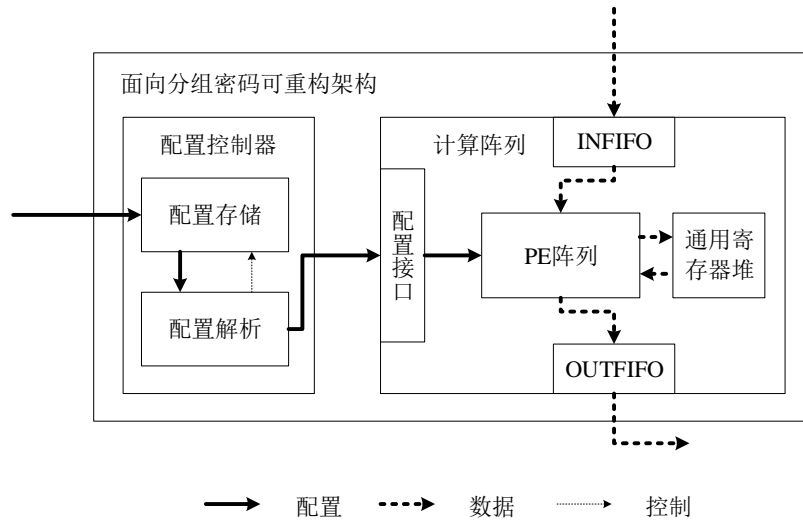 面向分组密码可重构架构
配置控制器
配置存储
配置解析
计算阵列
INFIFO
配置接口
PE阵列
通用寄
存器堆
OUTFIFO
配置
数据
控制